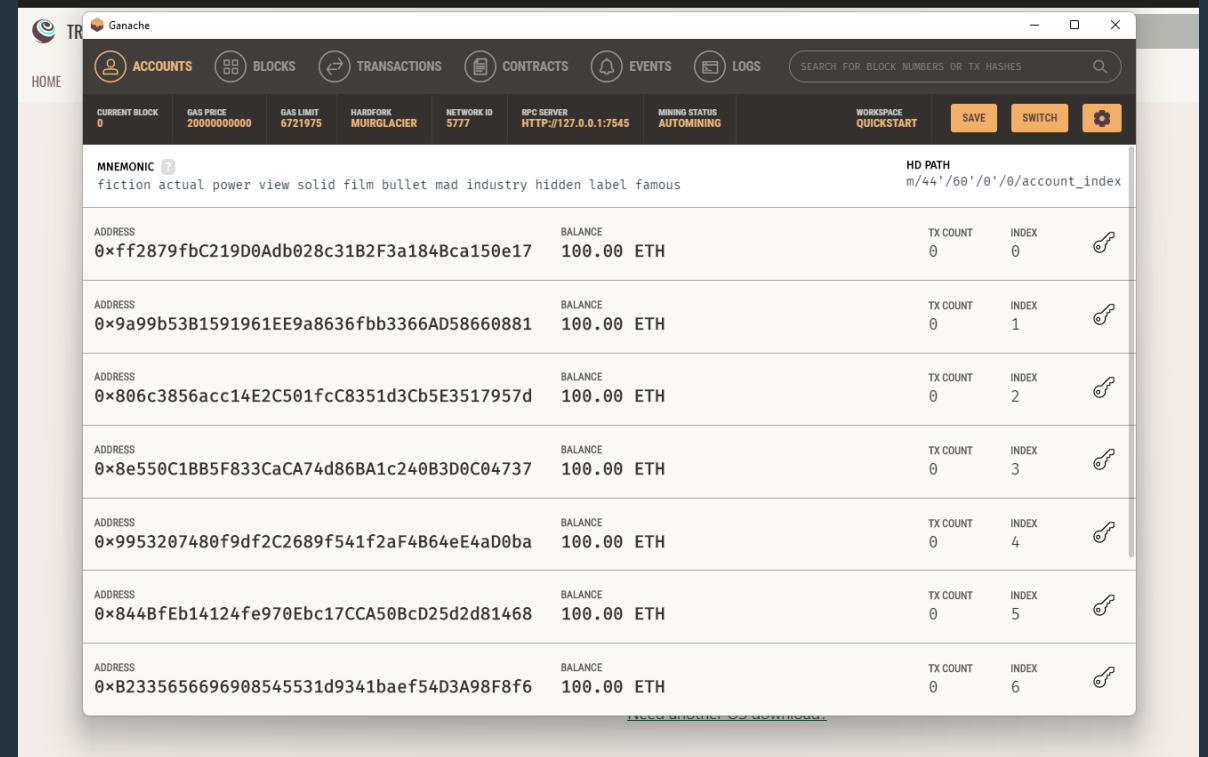 TR
Ganache
HOME
ACCOUNTS BLOCKS TRANSACTIONS CONTRACTS EVENTS LOGS SEARCH FOR BLOCK NUMBERS OR TX HASHES
CURRENT BLOCK GAS PRICE GAS LIMIT HARDFORK NETWORK ID RPC SERVER MINING STATUS WORKSPACE
0 20000000000 6721975 MUIRGLACIER 5777 HTTP://127.0.0.1:7545 AUTOMINING QUICKSTART SAVE SWITCH
MNEMONIC ? HD PATH
fiction actual power view solid film bullet mad industry hidden label famous m/44'/60'/0'/0/account_index
ADDRESS BALANCE TX COUNT INDEX
0×ff2879fbC219D0Adb028c31B2F3a184Bca150e17 100.00 ETH 0 0
ADDRESS BALANCE TX COUNT INDEX
0×9a99b53B1591961EE9a8636fbb3366AD58660881 100.00 ETH 0 1
ADDRESS BALANCE TX COUNT INDEX
0×806c3856acc14E2C501fcC8351d3Cb5E3517957d 100.00 ETH 0 2
ADDRESS BALANCE TX COUNT INDEX
0×8e550C1BB5F833CaCA74d86BA1c240B3D0C04737 100.00 ETH 0 3
ADDRESS BALANCE TX COUNT INDEX
0×9953207480f9df2C2689f541f2aF4B64eE4aD0ba 100.00 ETH 0 4
ADDRESS BALANCE TX COUNT INDEX
0×844BfEb14124fe970Ebc17CCA50BcD25d2d81468 100.00 ETH 0 5
ADDRESS BALANCE TX COUNT INDEX
0×B2335656696908545531d9341baef54D3A98F8f6 100.00 ETH 0 6
Need another OS download?